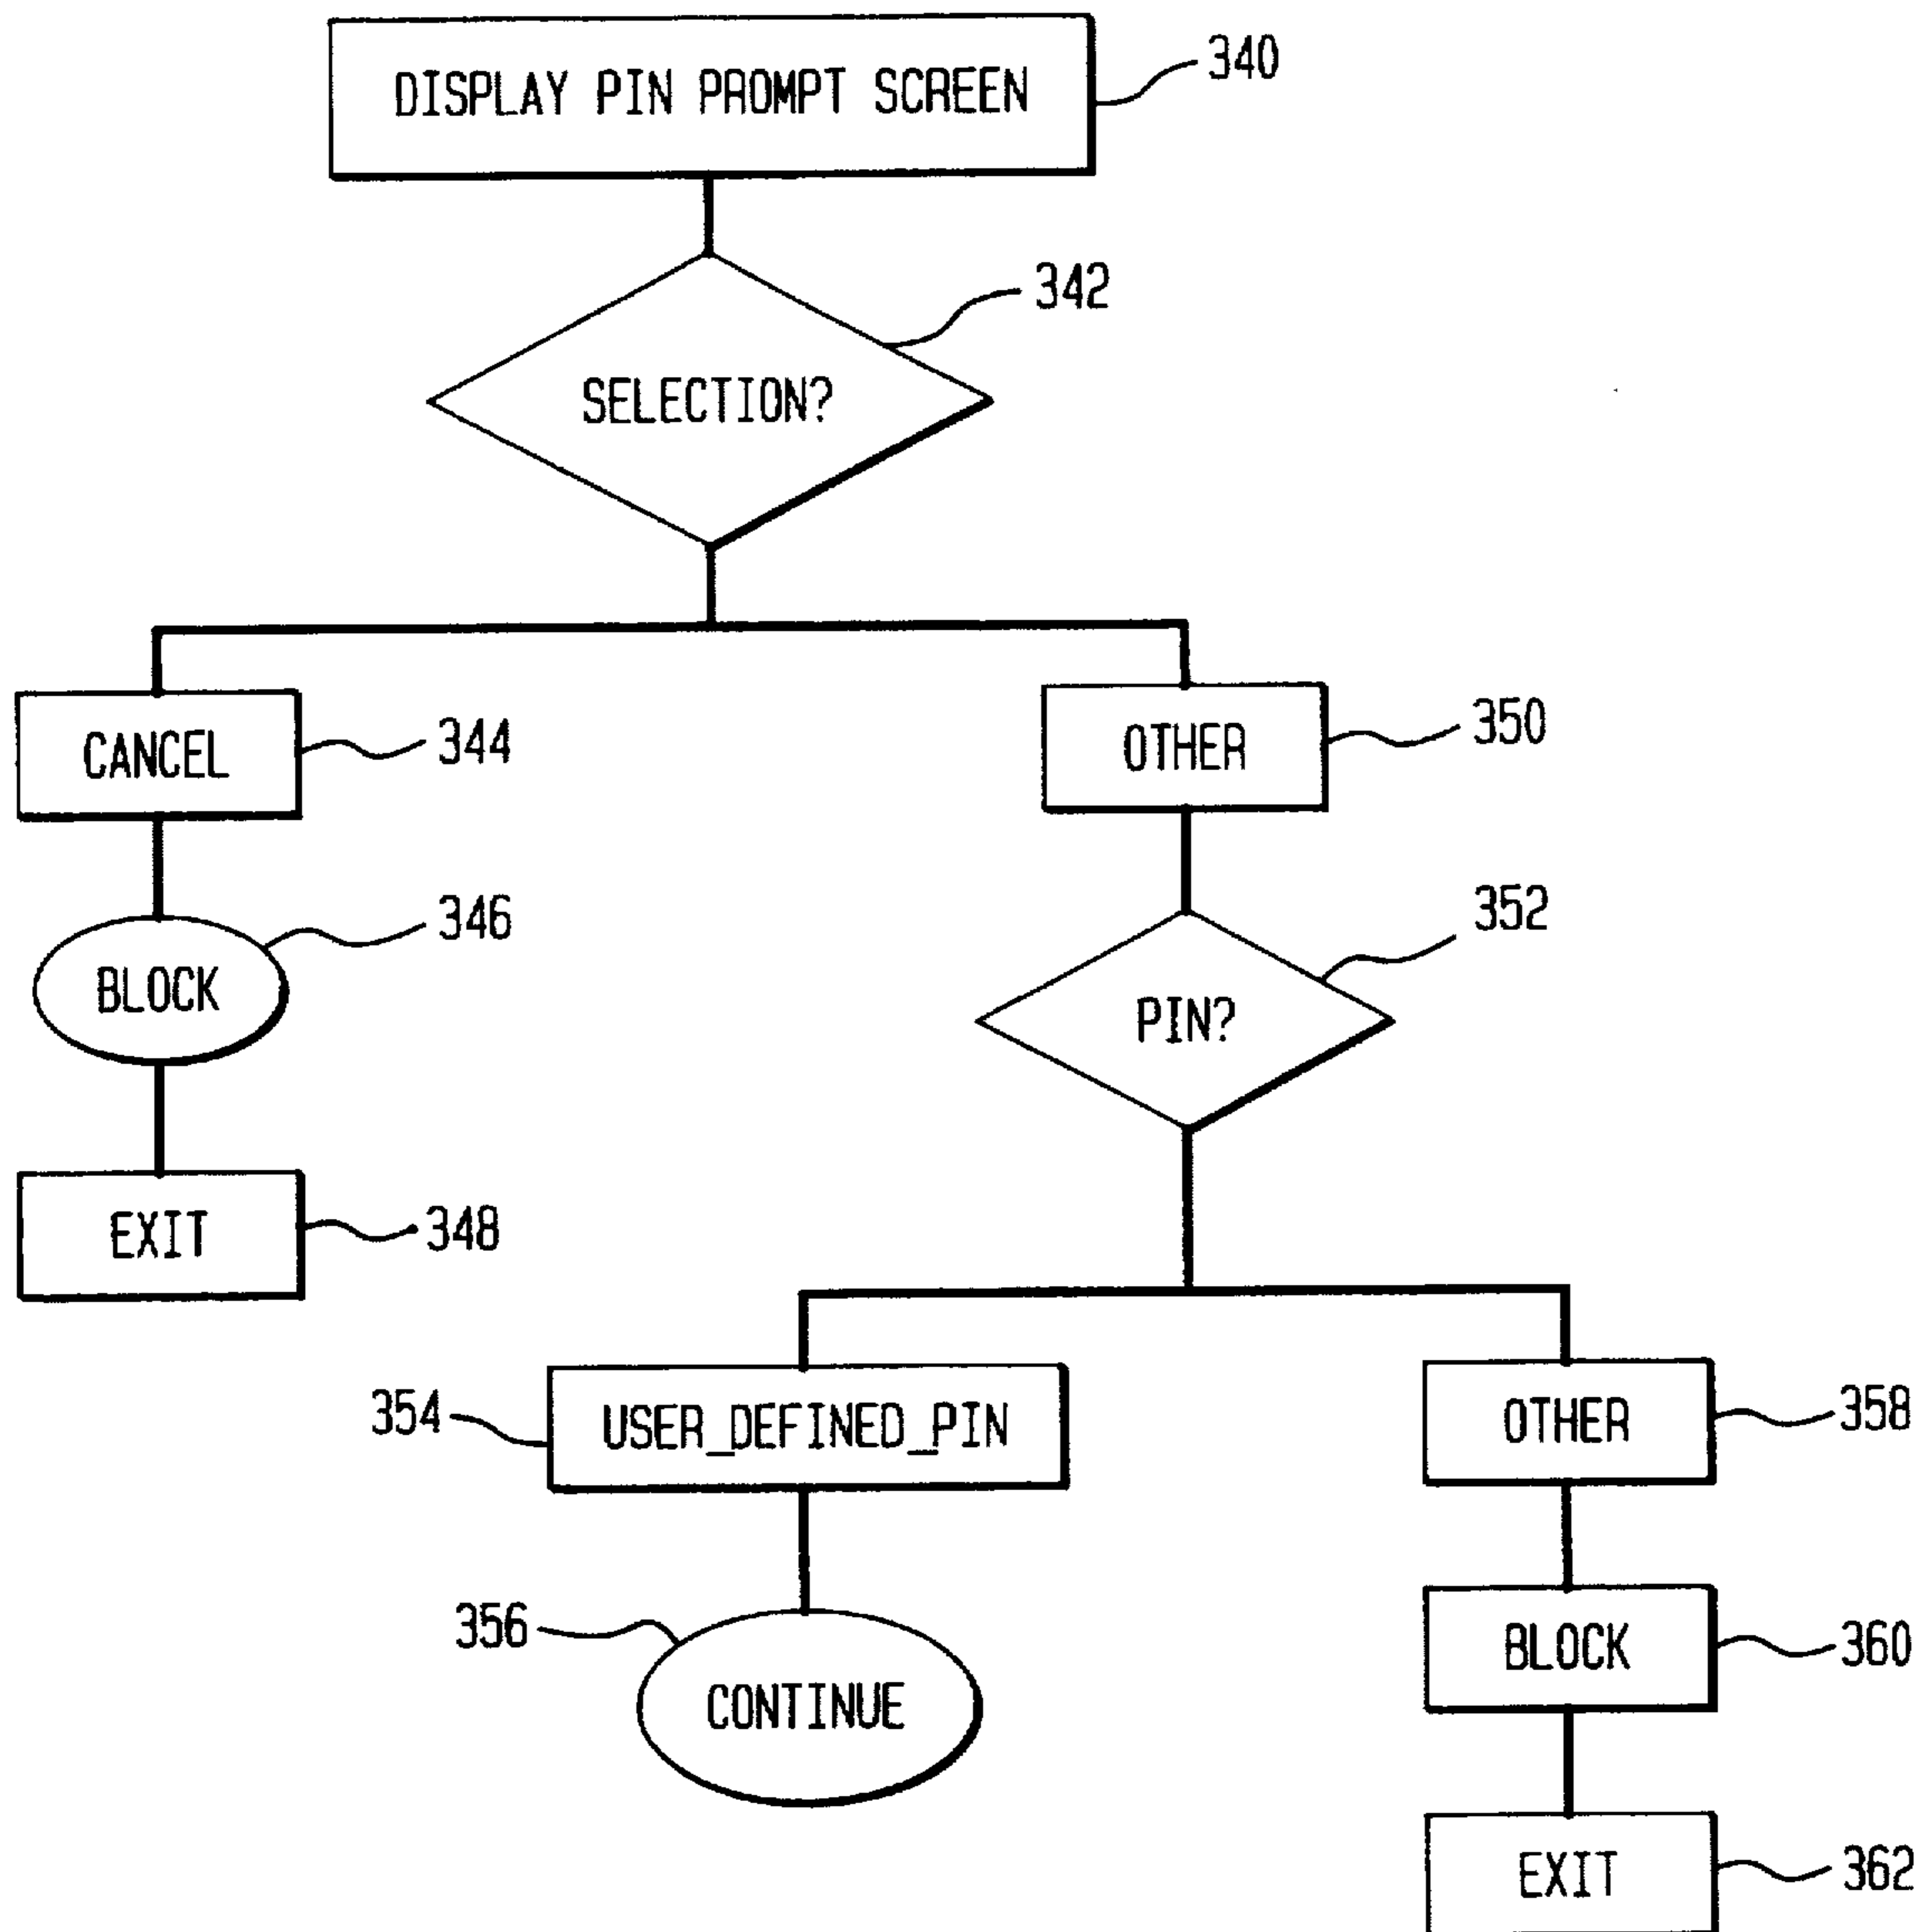 DISPLAY PIN PROMPT SCREEN
340
342
SELECTION?
CANCEL
344
OTHER
350
346
BLOCK
352
PIN?
EXIT
348
354
USER_DEFINED_PIN
OTHER
358
356
CONTINUE
BLOCK
360
EXIT
362